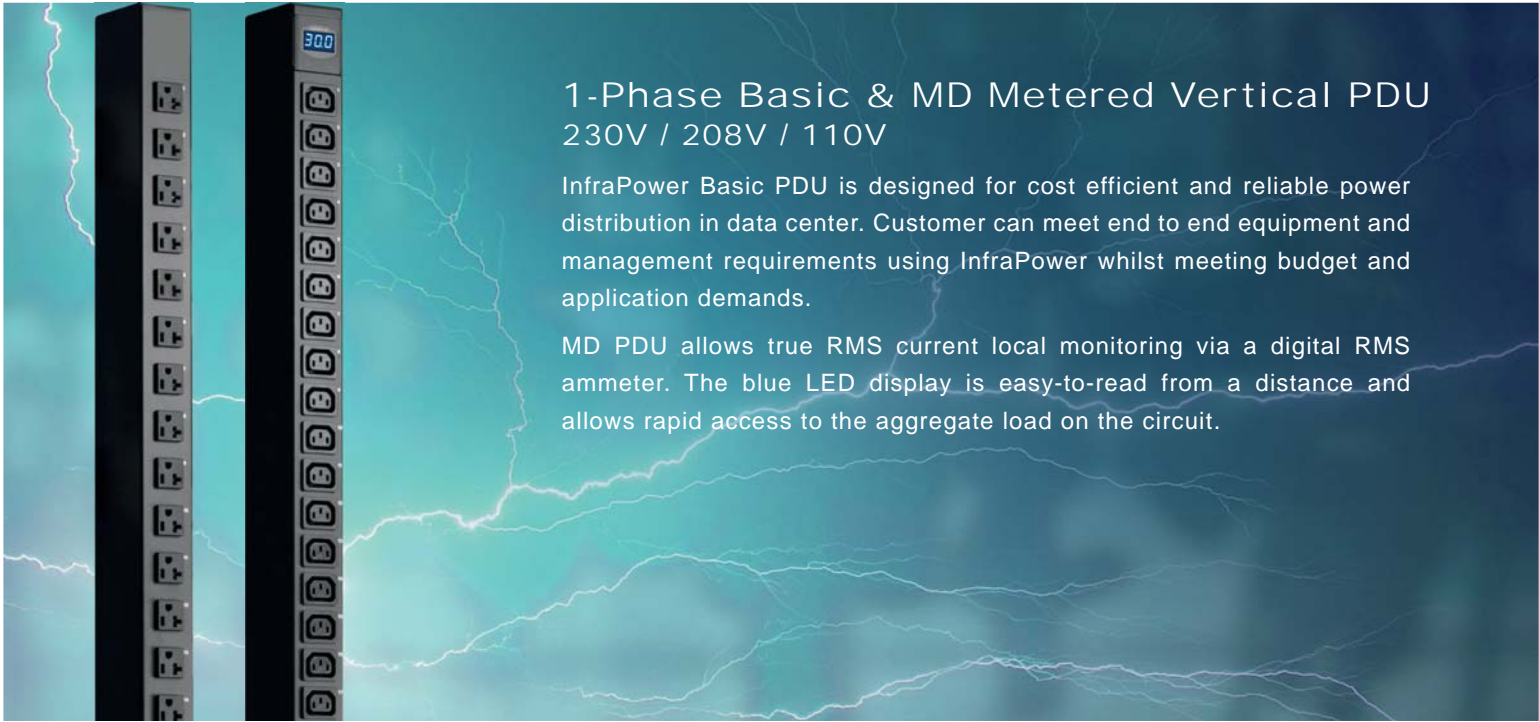 30.0
1-Phase Basic & MD Metered Vertical PDU
230V / 208V / 110V
InfraPower Basic PDU is designed for cost efficient and reliable power
distribution in data center. Customer can meet end to end equipment and
management requirements using InfraPower whilst meeting budget and
application demands.
MD PDU allows true RMS current local monitoring via a digital RMS
ammeter. The blue LED display is easy-to-read from a distance and
allows rapid access to the aggregate load on the circuit.